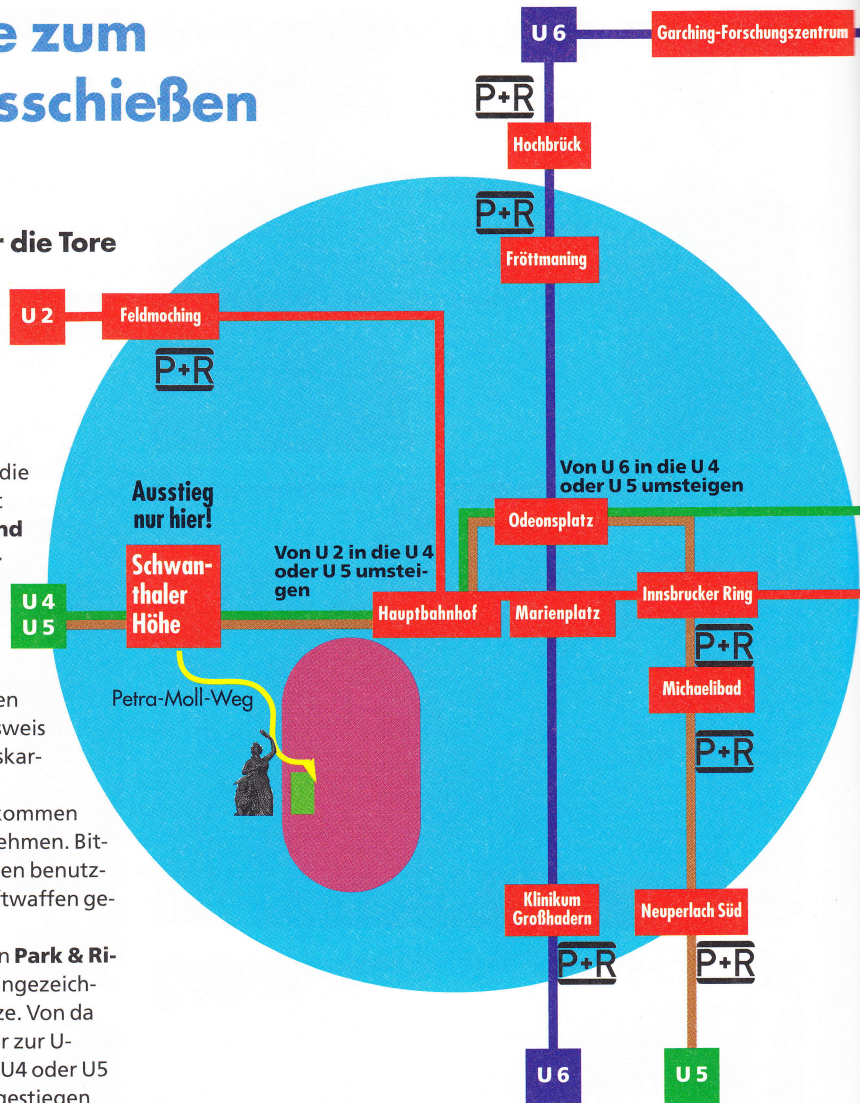 e zum
sschießen
r die Tore
U 6
Garching-Forschungszentrum
P+R
Hochbrück
P+R
Fröttmaning
U 2
Feldmoching
P+R
die
t
nd
.
Ausstieg
nur hier!
Von U 6 in die U 4
oder U 5 umsteigen
Odeonsplatz
Von U 2 in die U 4
oder U 5 umstei-
gen
Schwan-
thaler
Höhe
U 4
U 5
Hauptbahnhof
Marienplatz
Innsbrucker Ring
P+R
Michaelibad
P+R
Petra-Moll-Weg
en
sweis
skar-
kommen
ehmen. Bit-
en benutz-
ftwaffen ge-
n Park & Ri-
ngezeich-
ze. Von da
r zur U-
U4 oder U5
gestiegen
Klinikum
Großhadern
Neuperlach Süd
P+R
P+R
U 6
U 5